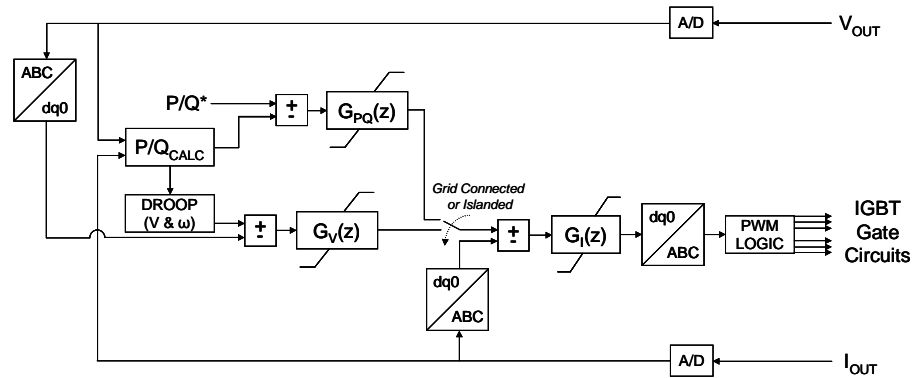 A/D
V_OUT
ABC
dq0
P/Q*
+
-
G_PQ(z)
P/Q_CALC
DROOP
(V & ω)
+
-
G_V(z)
Grid Connected
or Islanded
+
-
G_I(z)
dq0
ABC
PWM
LOGIC
IGBT
Gate
Circuits
dq0
ABC
A/D
I_OUT